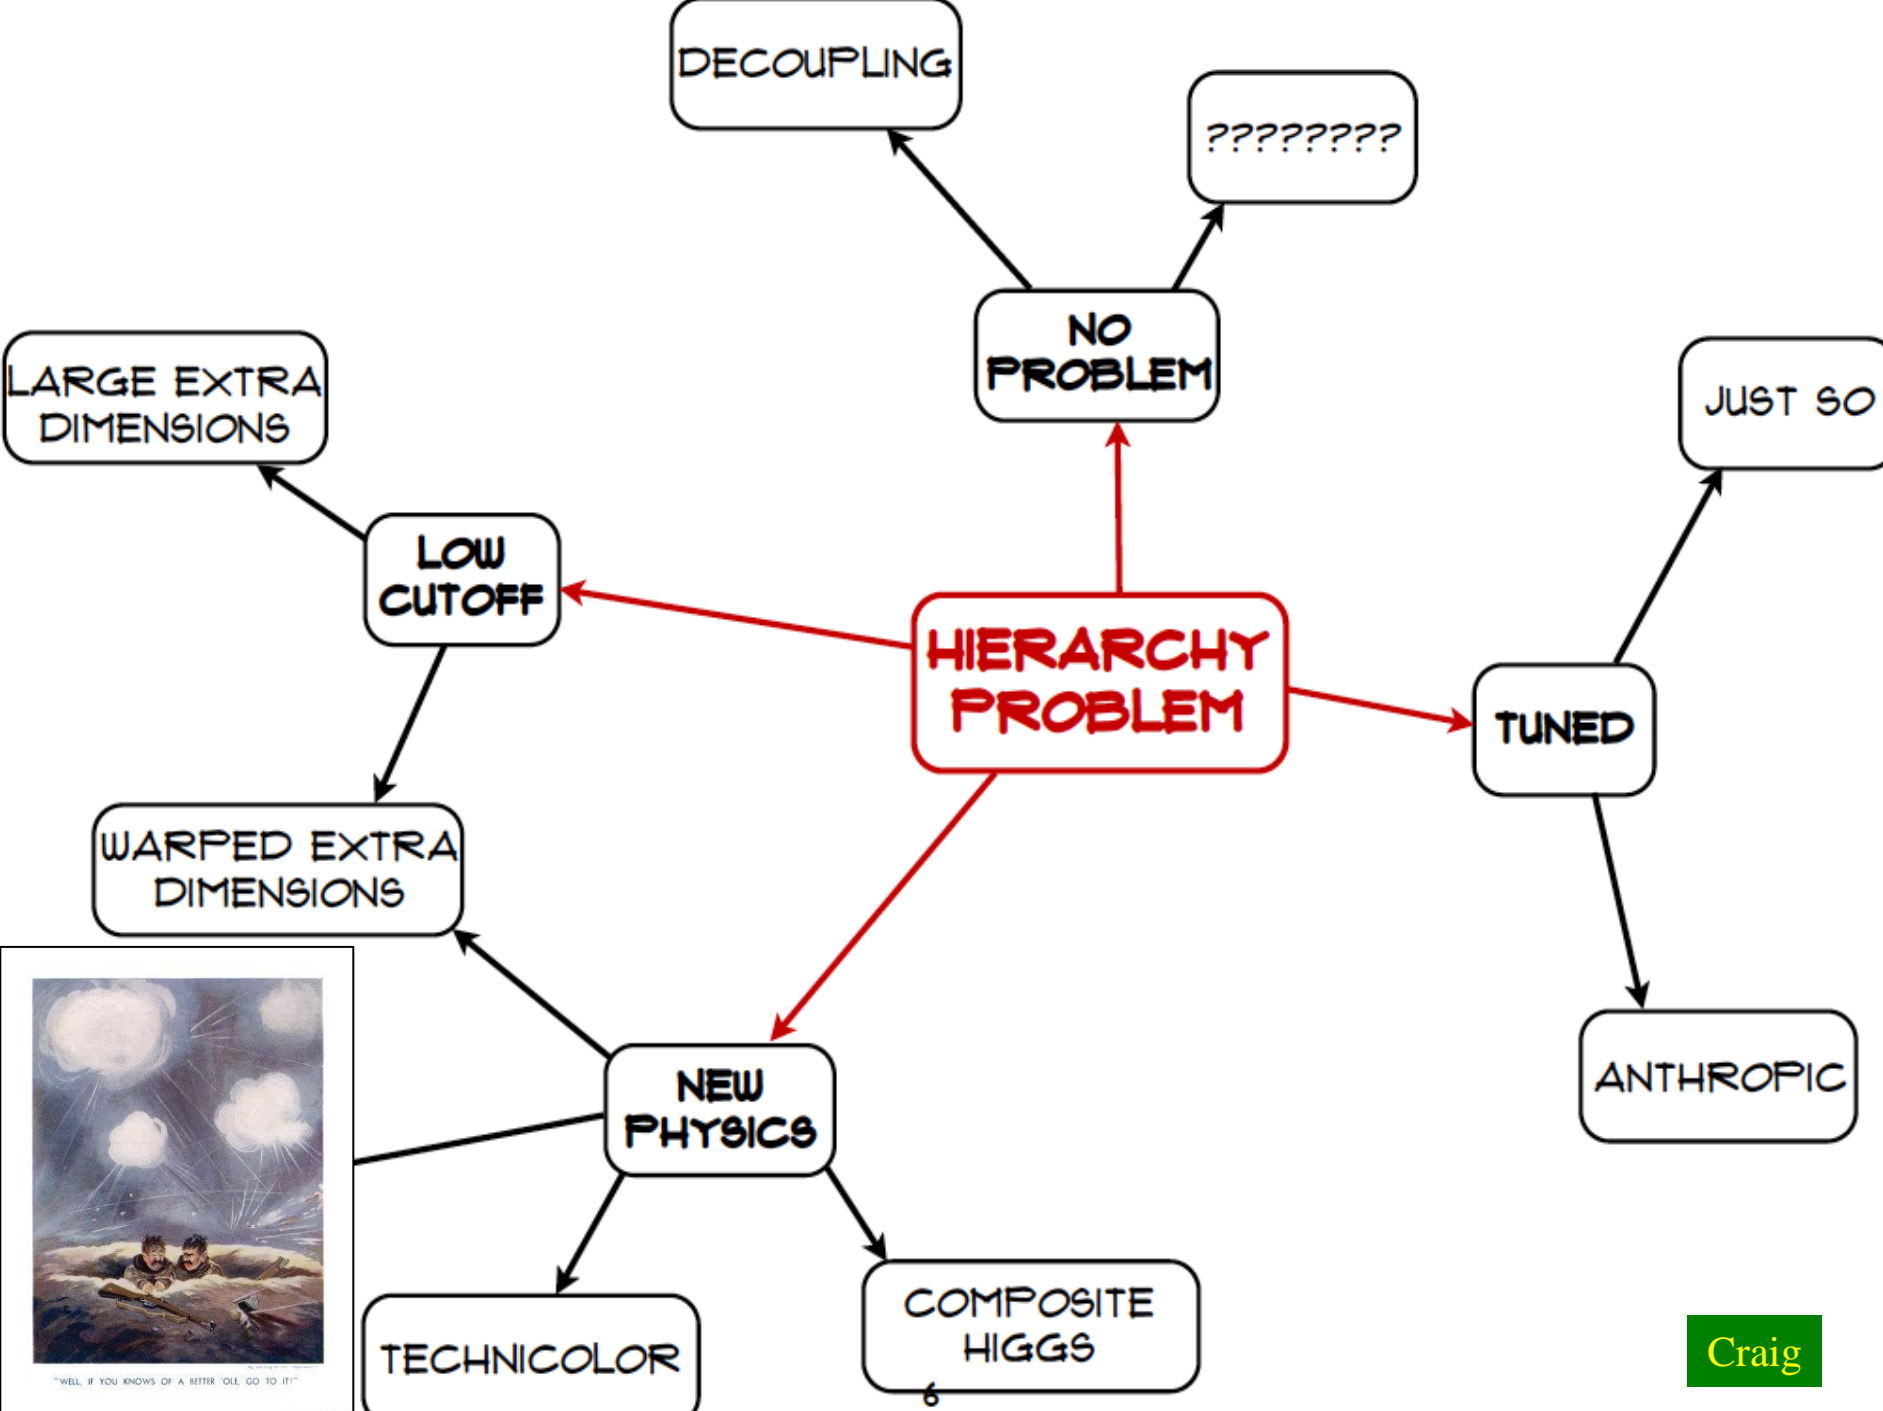 DECOUPLING
????????
NO
PROBLEM
LARGE EXTRA
DIMENSIONS
JUST SO
LOW
CUTOFF
HIERARCHY
PROBLEM
TUNED
WARPED EXTRA
DIMENSIONS
NEW
PHYSICS
ANTHROPIC
TECHNICOLOR
COMPOSITE
HIGGS
6
Craig
"WELL, IF YOU KNOWS OF A BETTER 'OLE, GO TO IT!"